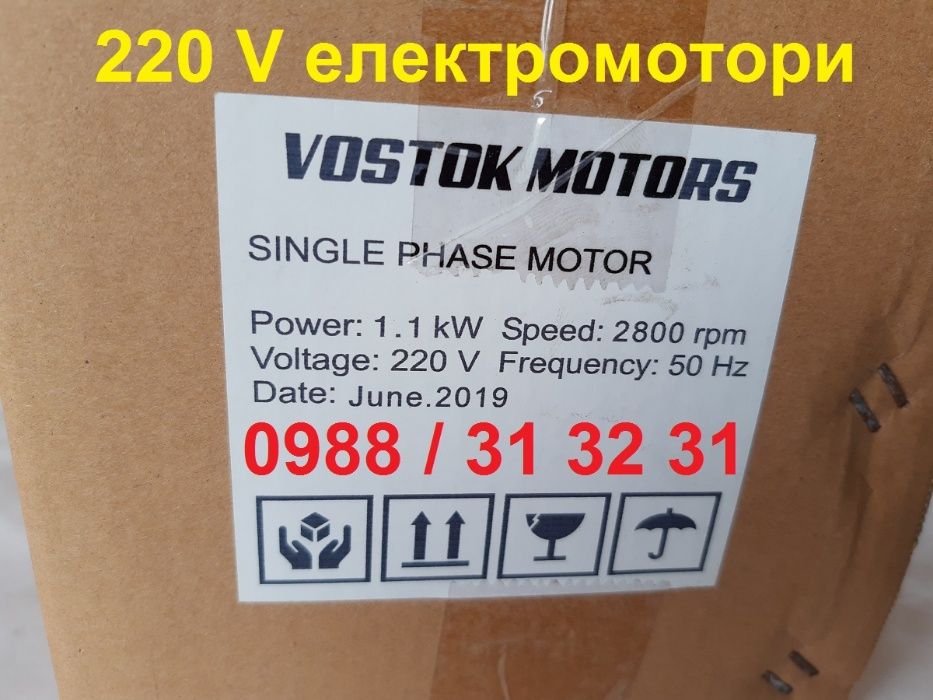 220 V електромотори
VOSTOK MOTORS
SINGLE PHASE MOTOR
Power: 1.1 kW Speed: 2800 rpm
Voltage: 220 V Frequency: 50 Hz
Date: June.2019
0988 / 31 32 31